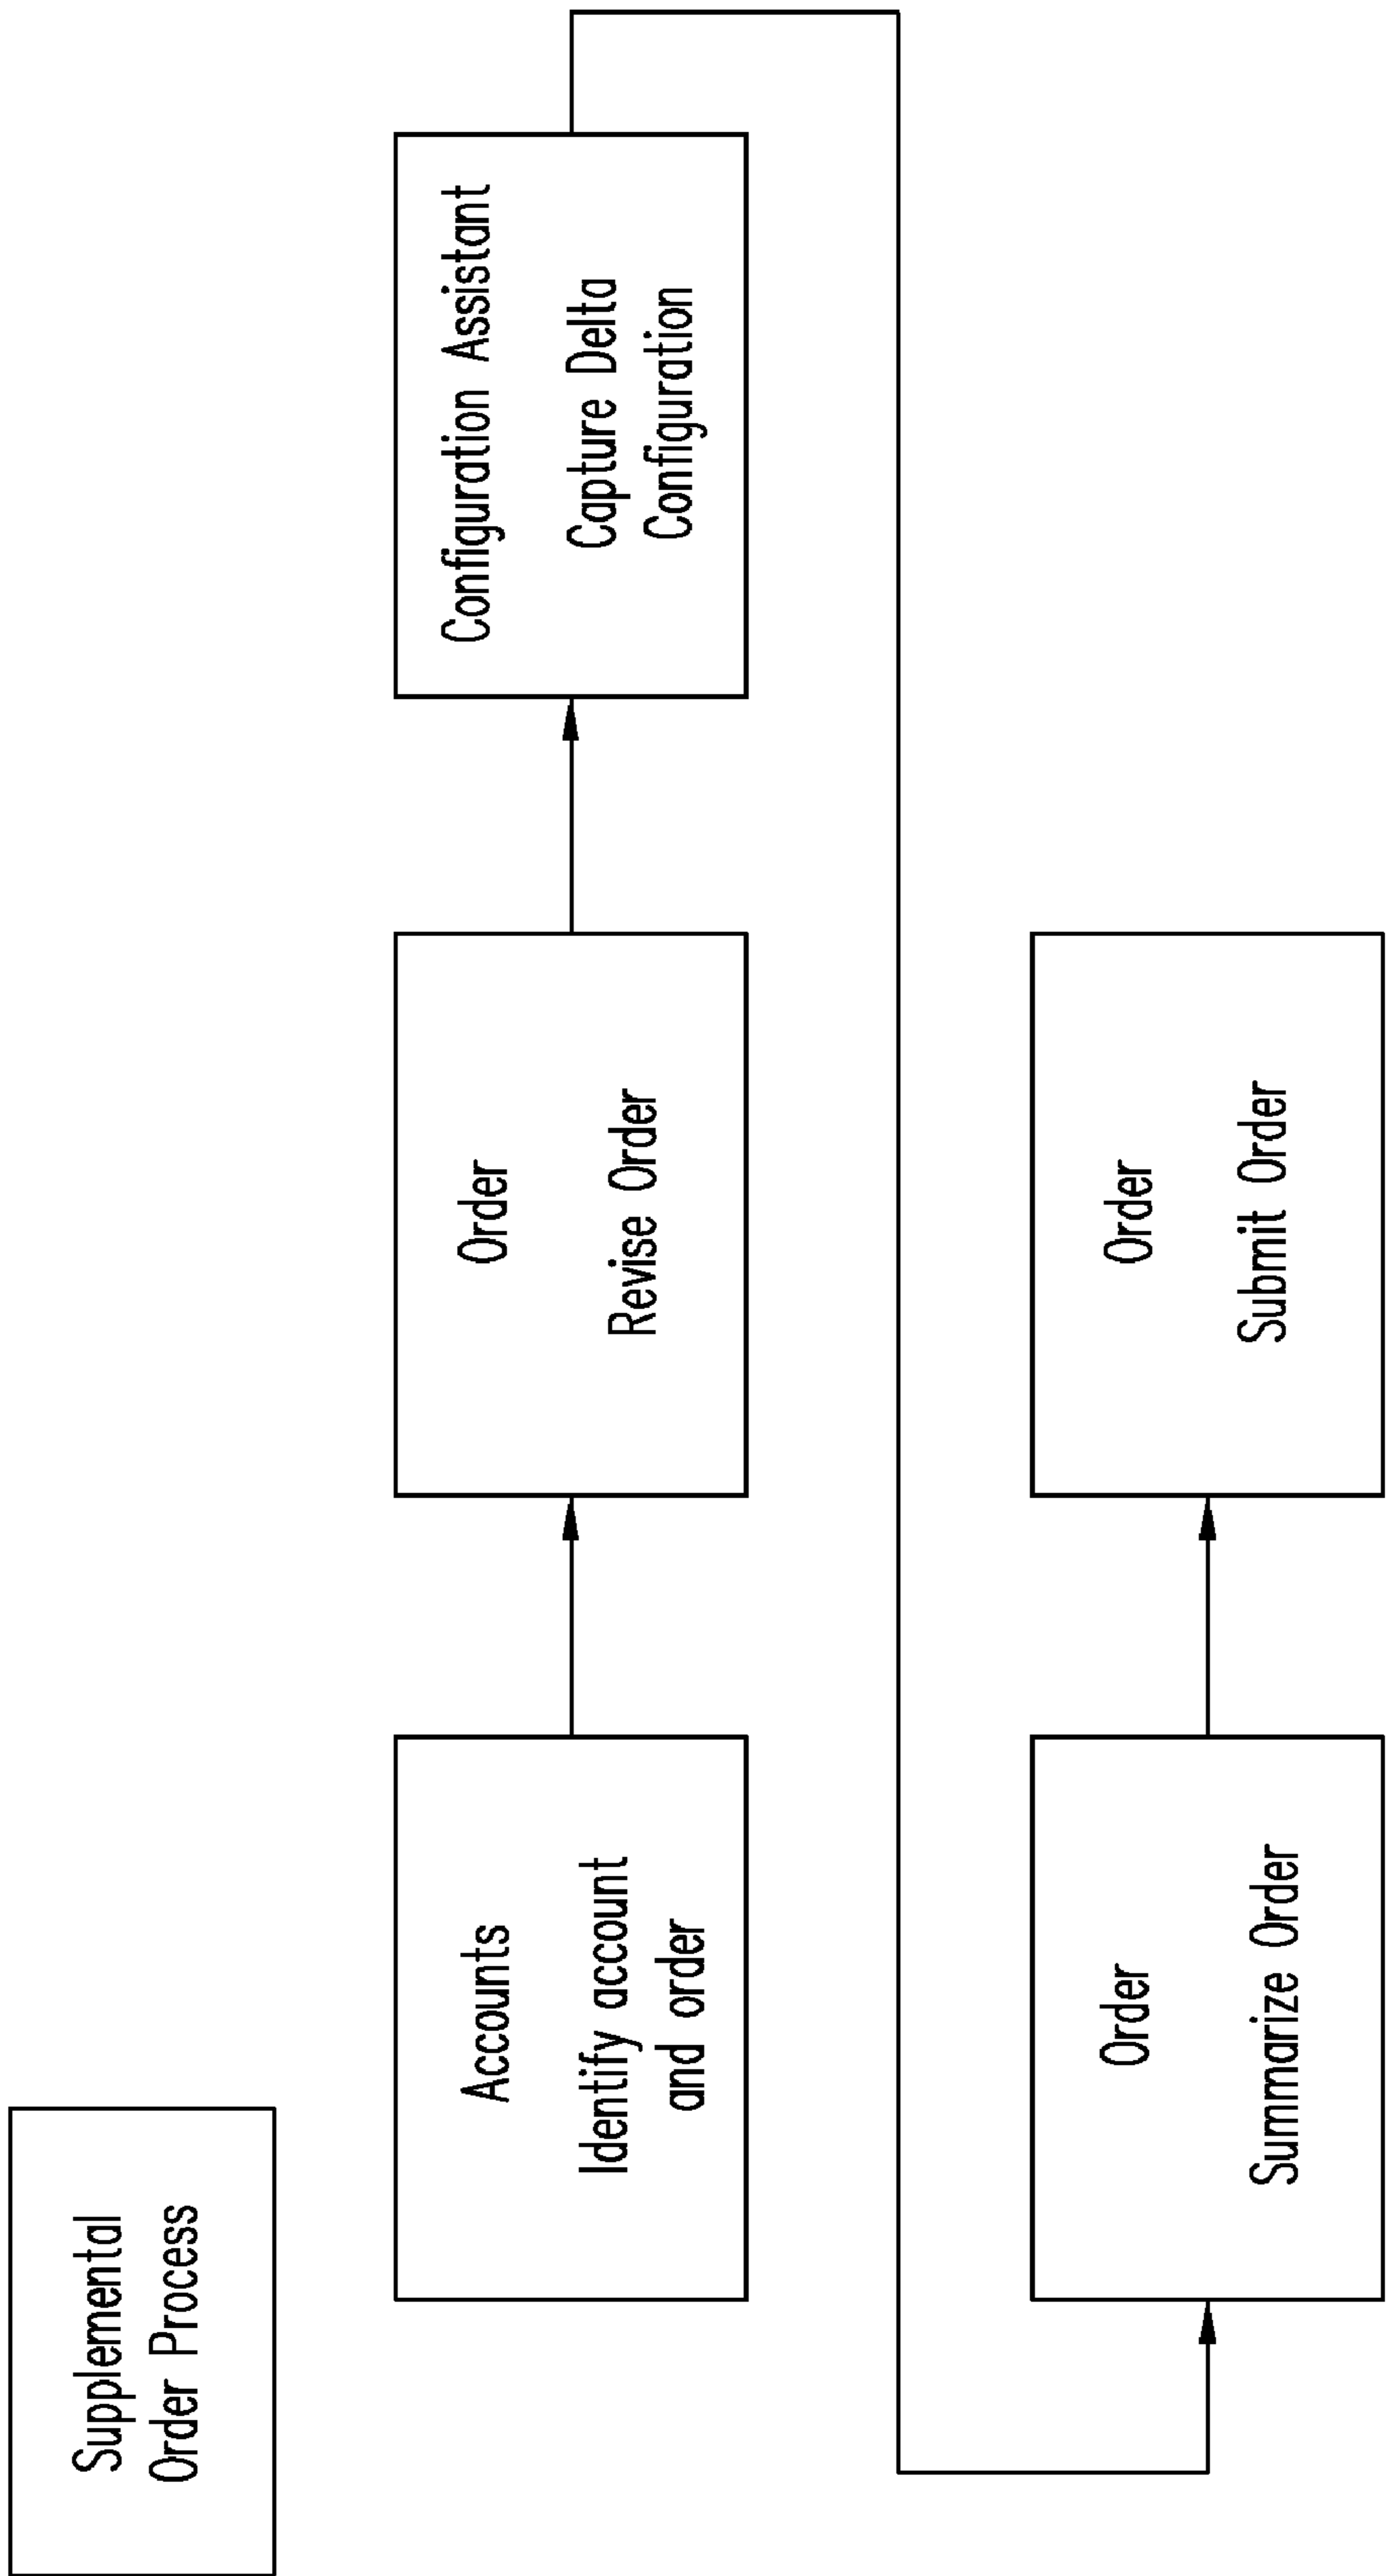 Supplemental
Order Process
Accounts
Identify account
and order
Order
Revise Order
Configuration Assistant
Capture Delta
Configuration
Order
Summarize Order
Order
Submit Order